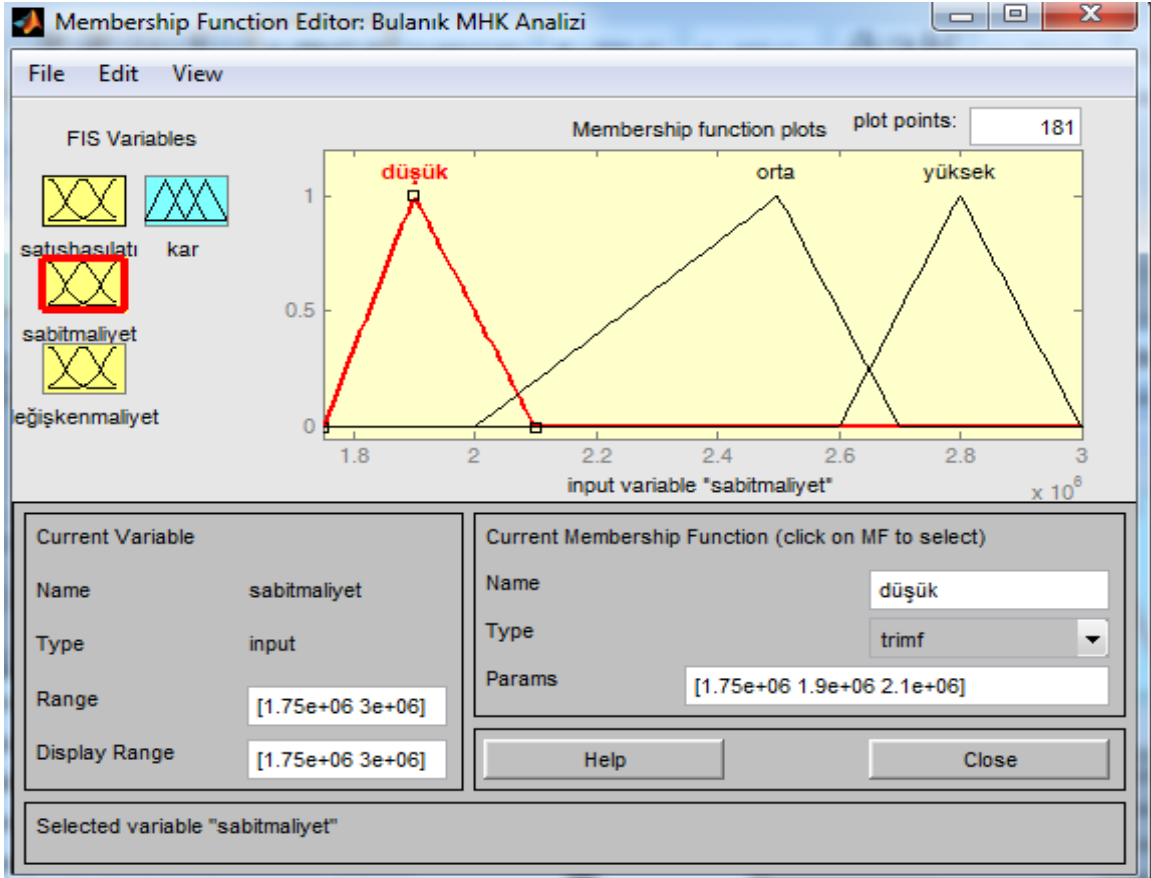 Membership Function Editor: Bulanık MHK Analizi
File Edit View
FIS Variables
Membership function plots
plot points: 181
satıshasılatı
kar
sabitmaliyet
eğişkenmaliyet
düşük
orta
yüksek
1
0.5
0
1.8 2 2.2 2.4 2.6 2.8 3
input variable "sabitmaliyet"
x 10⁶
Current Variable
Name sabitmaliyet
Type input
Range [1.75e+06 3e+06]
Display Range [1.75e+06 3e+06]
Current Membership Function (click on MF to select)
Name düşük
Type trimf
Params [1.75e+06 1.9e+06 2.1e+06]
Help Close
Selected variable "sabitmaliyet"